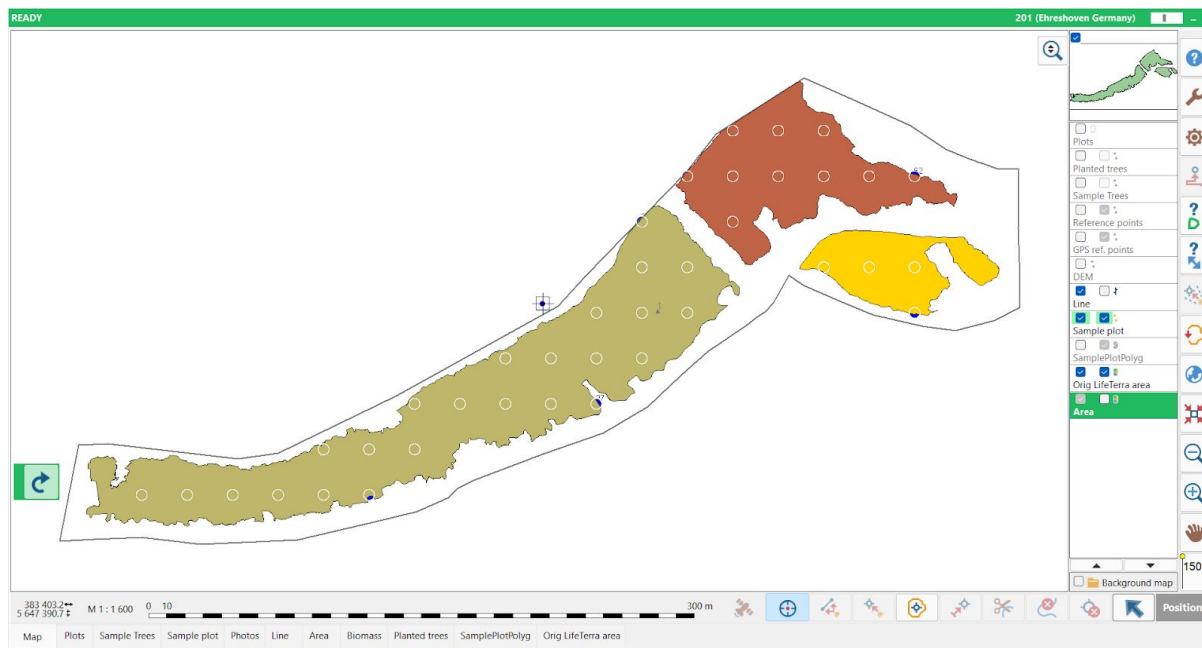 READY
201 (Ehreshoven Germany)
Plots
Planted trees
Sample Trees
Reference points
GPS ref. points
DEM
Line
Sample plot
SamplePlotPolyg
Orig LifeTerra area
Area
Background map
150
383 403.2
5 647 390.7
M 1 : 1 600
0 10 300 m
Position
Map Plots Sample Trees Sample plot Photos Line Area Biomass Planted trees SamplePlotPolyg Orig LifeTerra area